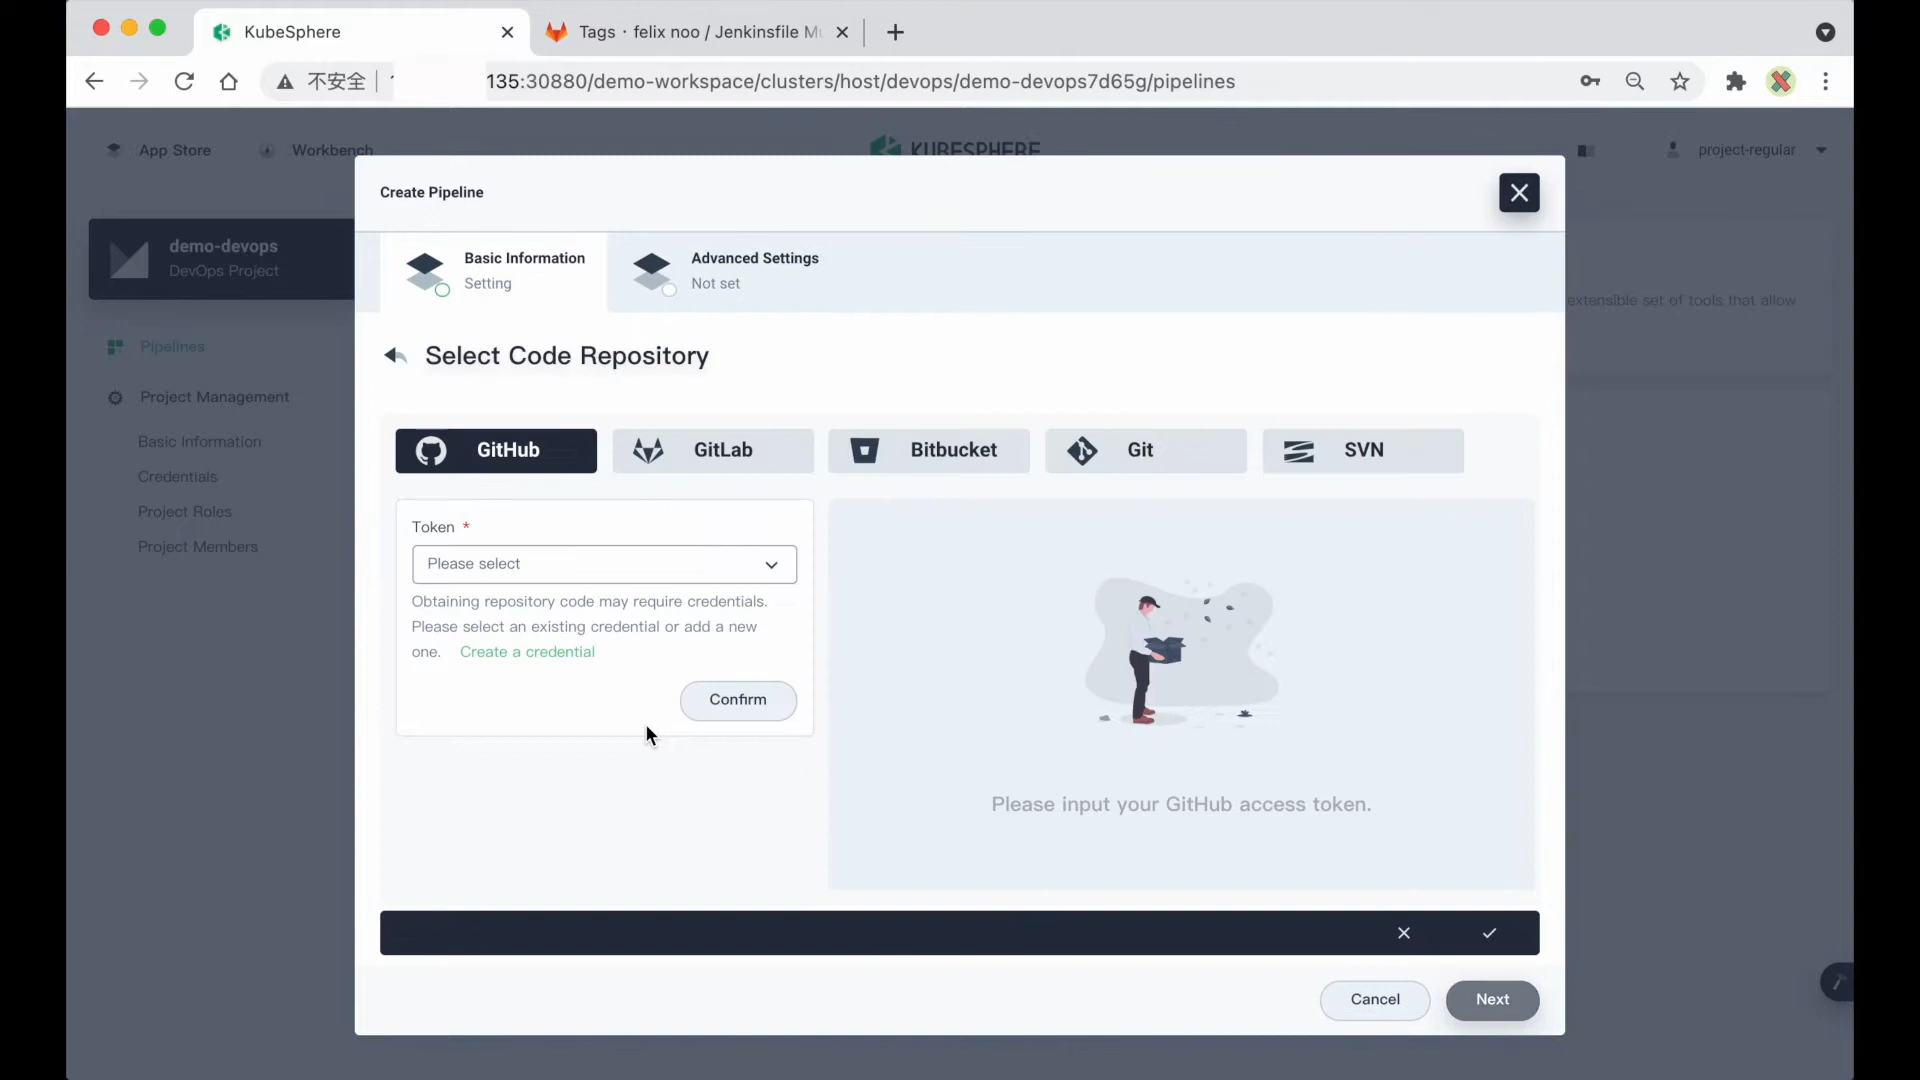 KubeSphere
Tags · felix noo / Jenkinsfile Mu
不安全
135:30880/demo-workspace/clusters/host/devops/demo-devops7d65g/pipelines
App Store
Workbench
KUBESPHERE
project-regular
Create Pipeline
demo-devops
DevOps Project
Basic Information
Setting
Advanced Settings
Not set
extensible set of tools that allow
Pipelines
Select Code Repository
Project Management
Basic Information
Credentials
Project Roles
Project Members
GitHub
GitLab
Bitbucket
Git
SVN
Token *
Please select
Obtaining repository code may require credentials.
Please select an existing credential or add a new
one. Create a credential
Confirm
Please input your GitHub access token.
Cancel
Next